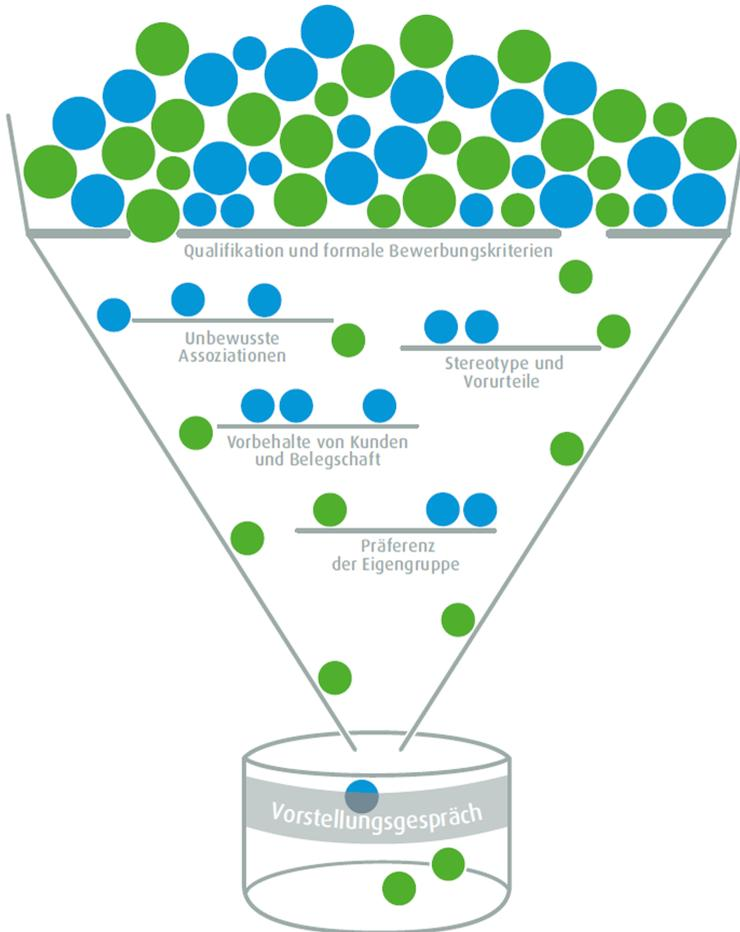 Qualifikation und formale Bewerbungskriterien
Unbewusste
Assoziationen
Stereotype und
Vorurteile
Vorbehalte von Kunden
und Belegschaft
Präferenz
der Eigengruppe
Vorstellungsgespräch